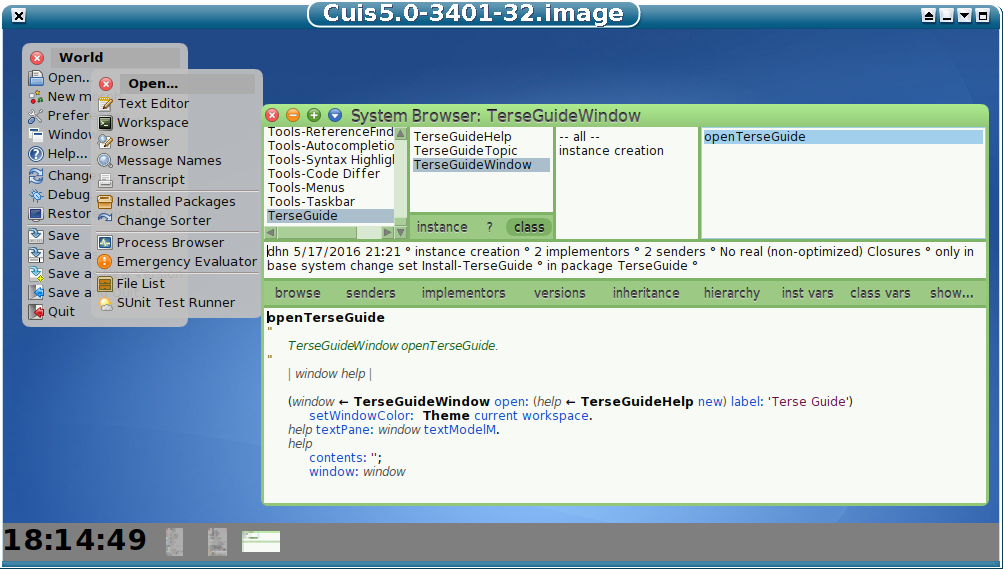 Cuis5.0-3401-32.image
World
Open...
New m
Prefer
Windo
Help...
Chang
Debug
Restor
Save
Save a
Save a
Save a
Quit
Open...
Text Editor
Workspace
Browser
Message Names
Transcript
Installed Packages
Change Sorter
Process Browser
Emergency Evaluator
File List
SUnit Test Runner
System Browser: TerseGuideWindow
Tools-ReferenceFind
Tools-Autocompletio
Tools-Syntax Highligl
Tools-Code Differ
Tools-Menus
Tools-Taskbar
TerseGuide
TerseGuideHelp
TerseGuideTopic
TerseGuideWindow
instance ? class
-- all --
instance creation
openTerseGuide
dhn 5/17/2016 21:21 ° instance creation ° 2 implementors ° 2 senders ° No real (non-optimized) Closures ° only in
base system change set Install-TerseGuide ° in package TerseGuide °
browse senders implementors versions inheritance hierarchy inst vars class vars show...
openTerseGuide
"
TerseGuideWindow openTerseGuide.
"
| window help |
(window ← TerseGuideWindow open: (help ← TerseGuideHelp new) label: 'Terse Guide')
setWindowColor: Theme current workspace.
help textPane: window textModelM.
help
contents: '';
window: window
18:14:49